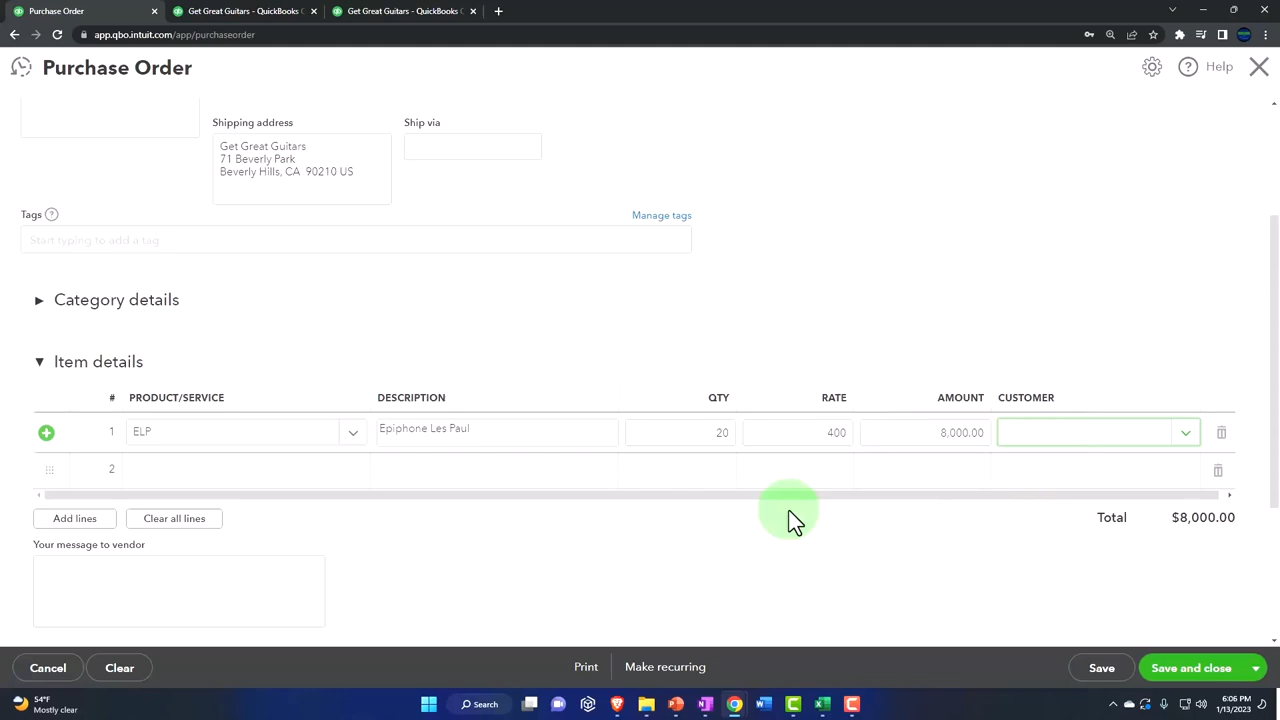 Purchase Order
Get Great Guitars - QuickBooks O
Get Great Guitars - QuickBooks O
app.qbo.intuit.com/app/purchaseorder
Purchase Order
Help
Shipping address
Ship via
Get Great Guitars
71 Beverly Park
Beverly Hills, CA 90210 US
Tags
Manage tags
Start typing to add a tag
Category details
Item details
# PRODUCT/SERVICE DESCRIPTION QTY RATE AMOUNT CUSTOMER
1 ELP Epiphone Les Paul 20 400 8,000.00
2
Add lines Clear all lines Total $8,000.00
Your message to vendor
Cancel Clear Print Make recurring Save Save and close
54°F
Mostly clear
Search
6:06 PM
1/13/2023